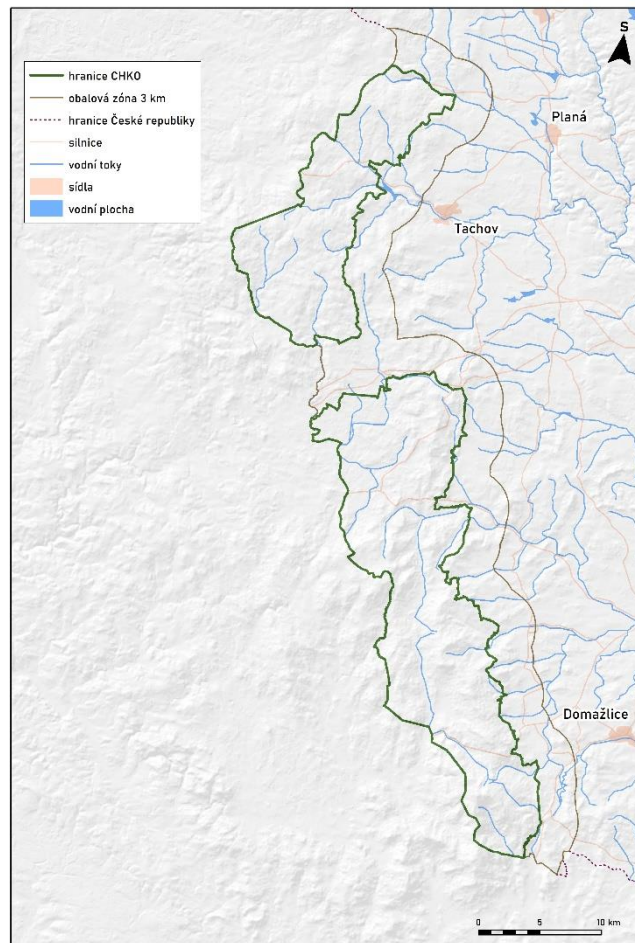 S
hranice CHKO
obalová zóna 3 km
hranice České republiky
silnice
vodní toky
sídla
vodní plocha
Planá
Tachov
Domažlice
0 5 10 km